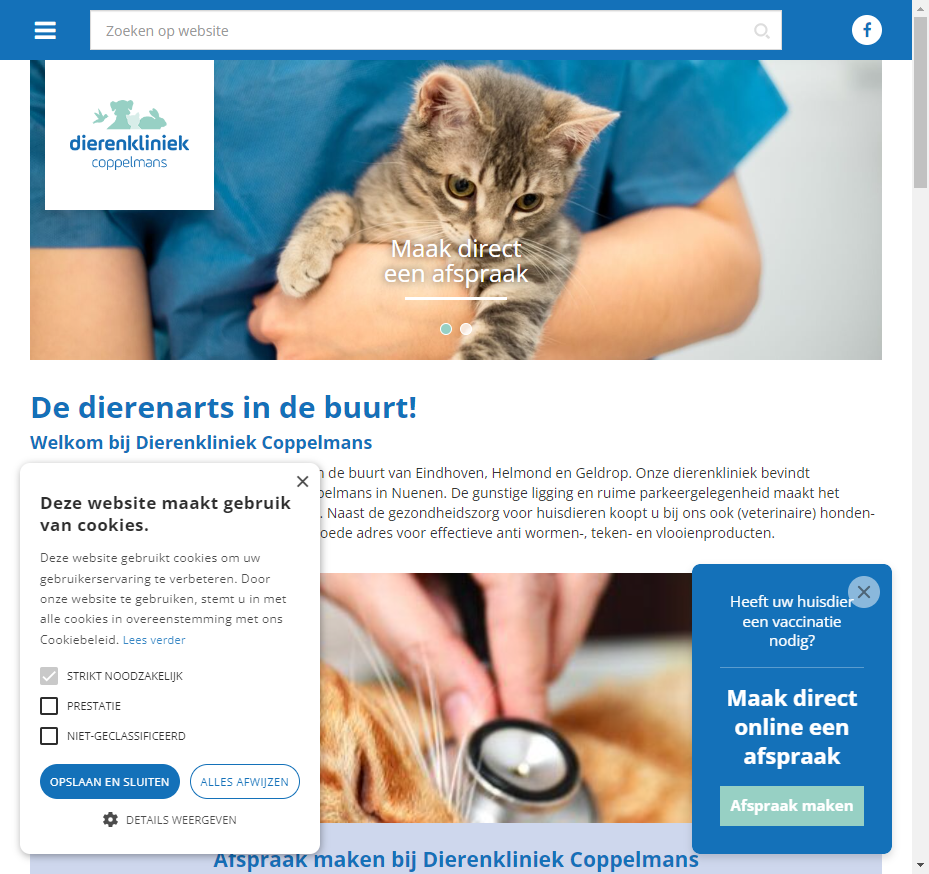 Zoeken op website
dierenkliniek
coppelmans
Maak direct
een afspraak
De dierenarts in de buurt!
Welkom bij Dierenkliniek Coppelmans
n de buurt van Eindhoven, Helmond en Geldrop. Onze dierenkliniek bevindt
pelmans in Nuenen. De gunstige ligging en ruime parkeergelegenheid maakt het
. Naast de gezondheidszorg voor huisdieren koopt u bij ons ook (veterinaire) honden-
oede adres voor effectieve anti wormen-, teken- en vlooienproducten.
Deze website maakt gebruik
van cookies.
Deze website gebruikt cookies om uw
gebruikerservaring te verbeteren. Door
onze website te gebruiken, stemt u in met
alle cookies in overeenstemming met ons
Cookiebeleid. Lees verder
STRIKT NOODZAKELIJK
PRESTATIE
NIET-GECLASSIFICEERD
OPSLAAN EN SLUITEN
ALLES AFWIJZEN
DETAILS WEERGEVEN
Heeft uw huisdier
een vaccinatie
nodig?
Maak direct
online een
afspraak
Afspraak maken
Afspraak maken bij Dierenkliniek Coppelmans